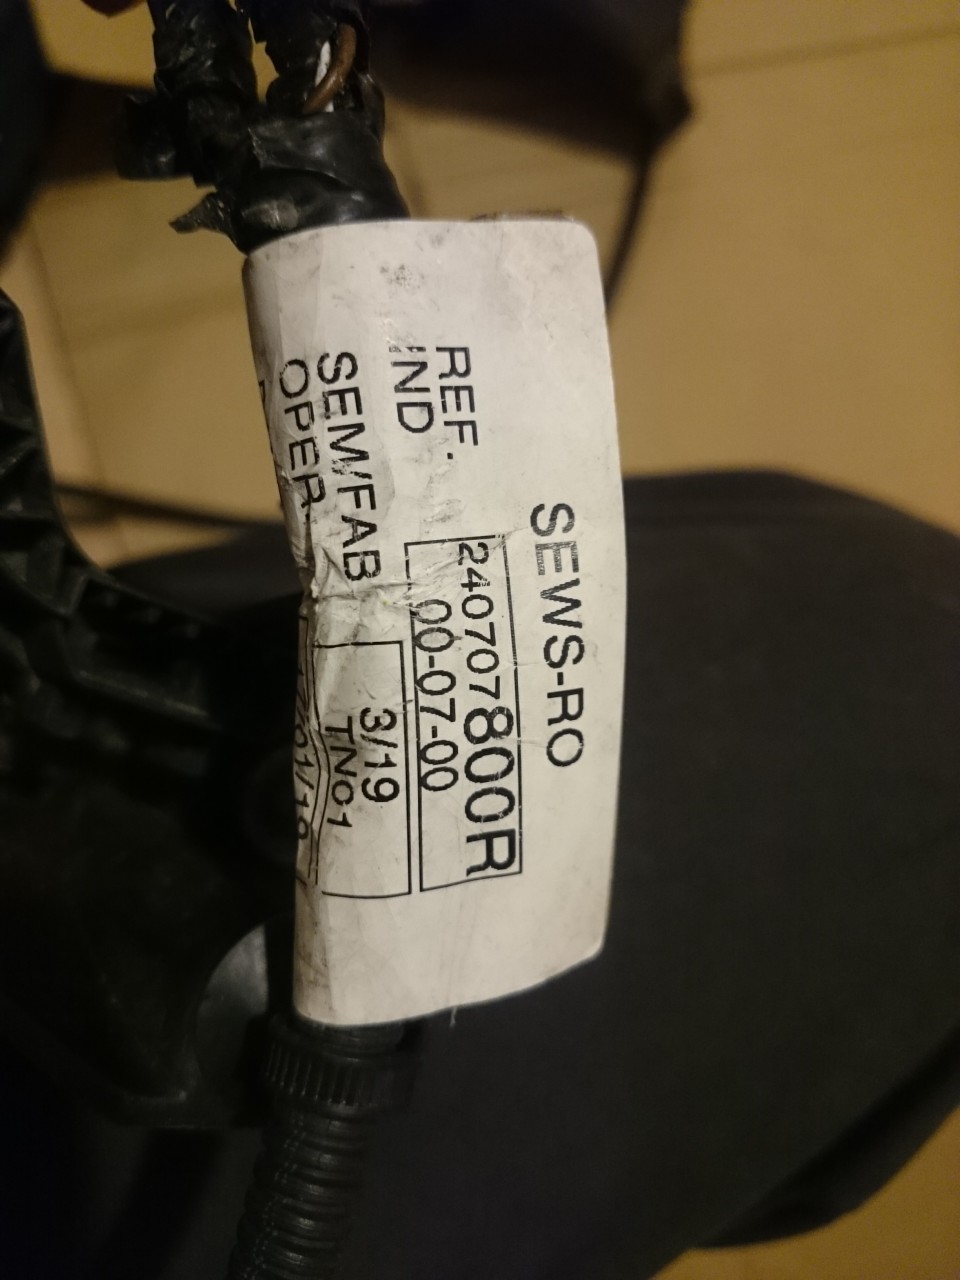 SEWS-RO
REF. 240707800R
IND 00-07-00
SEM/FAB 3/19
OPER TNO1